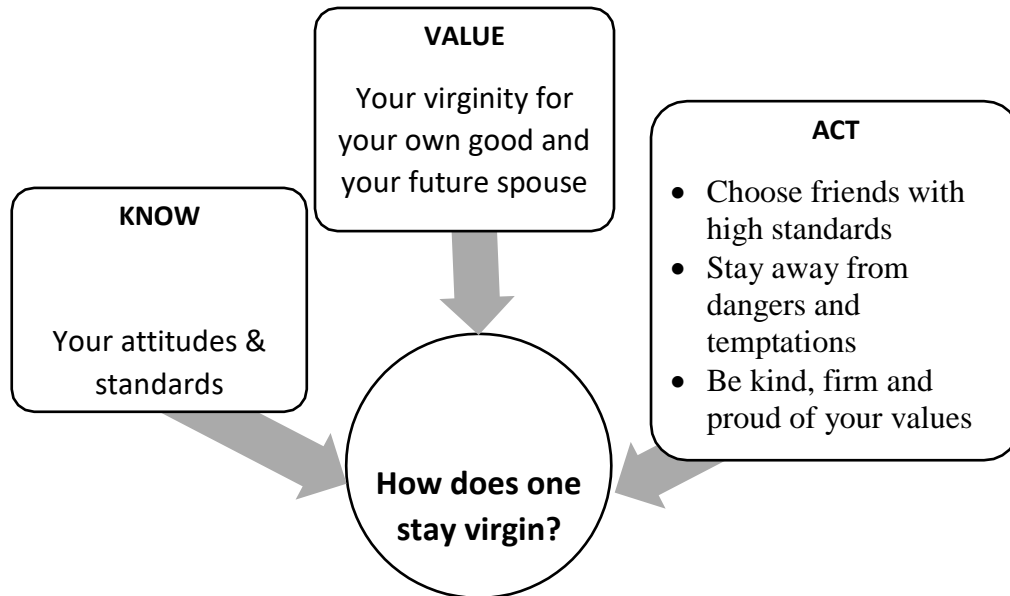 KNOW
Your attitudes &
standards
VALUE
Your virginity for
your own good and
your future spouse
ACT
• Choose friends with
high standards
• Stay away from
dangers and
temptations
• Be kind, firm and
proud of your values
How does one
stay virgin?